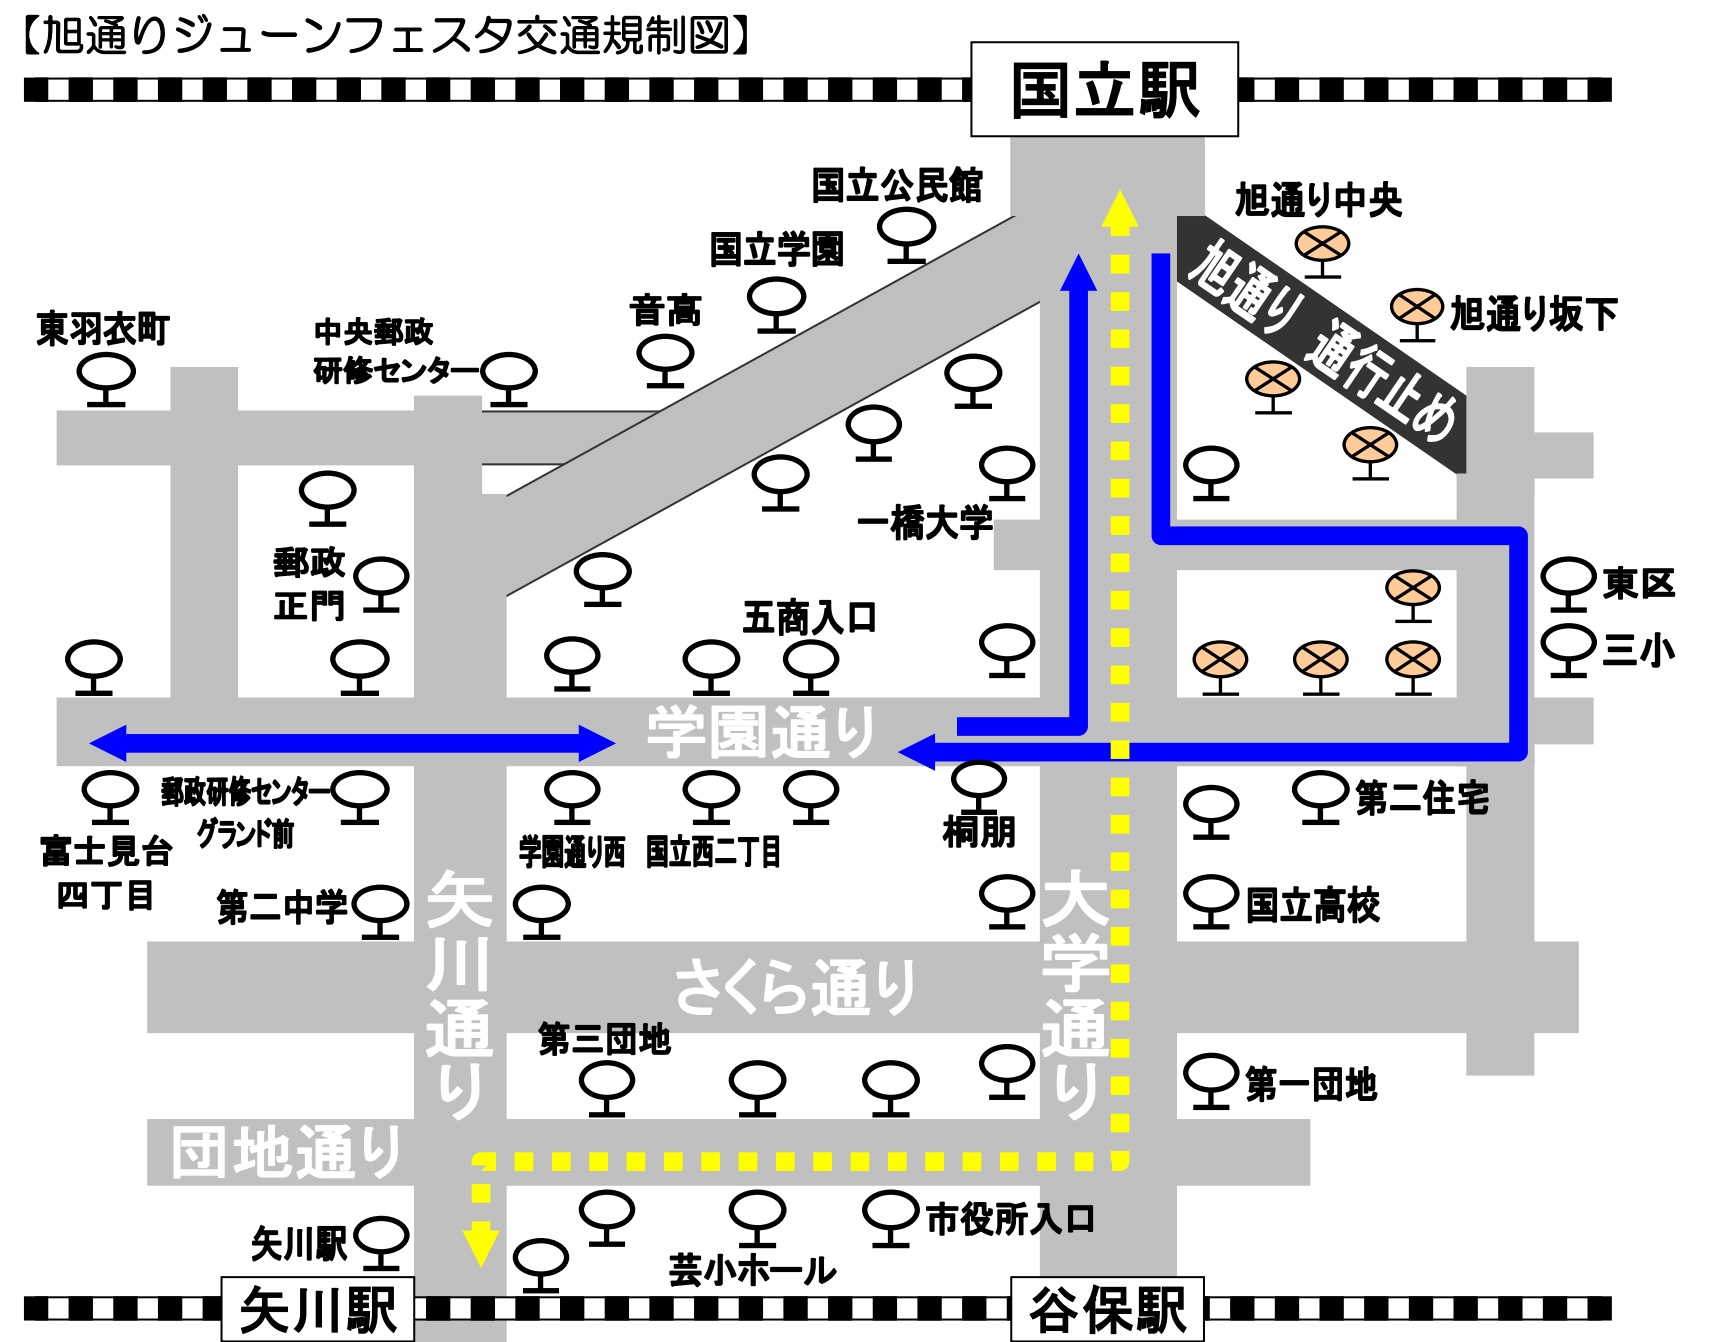 【旭通りジューンフェスタ交通規制図】
国立駅
国立公民館
旭通り中央
国立学園
旭通り 通行止め
音高
旭通り坂下
東羽衣町
中央郵政
研修センター
一橋大学
郵政
正門
東区
五商入口
三小
学園通り
郵政研修センター
グランド前
第二住宅
桐朋
富士見台
四丁目
学園通り西
国立西二丁目
第二中学
国立高校
矢川通り
大学通り
さくら通り
第三団地
第一団地
団地通り
市役所入口
矢川駅
芸小ホール
矢川駅
谷保駅